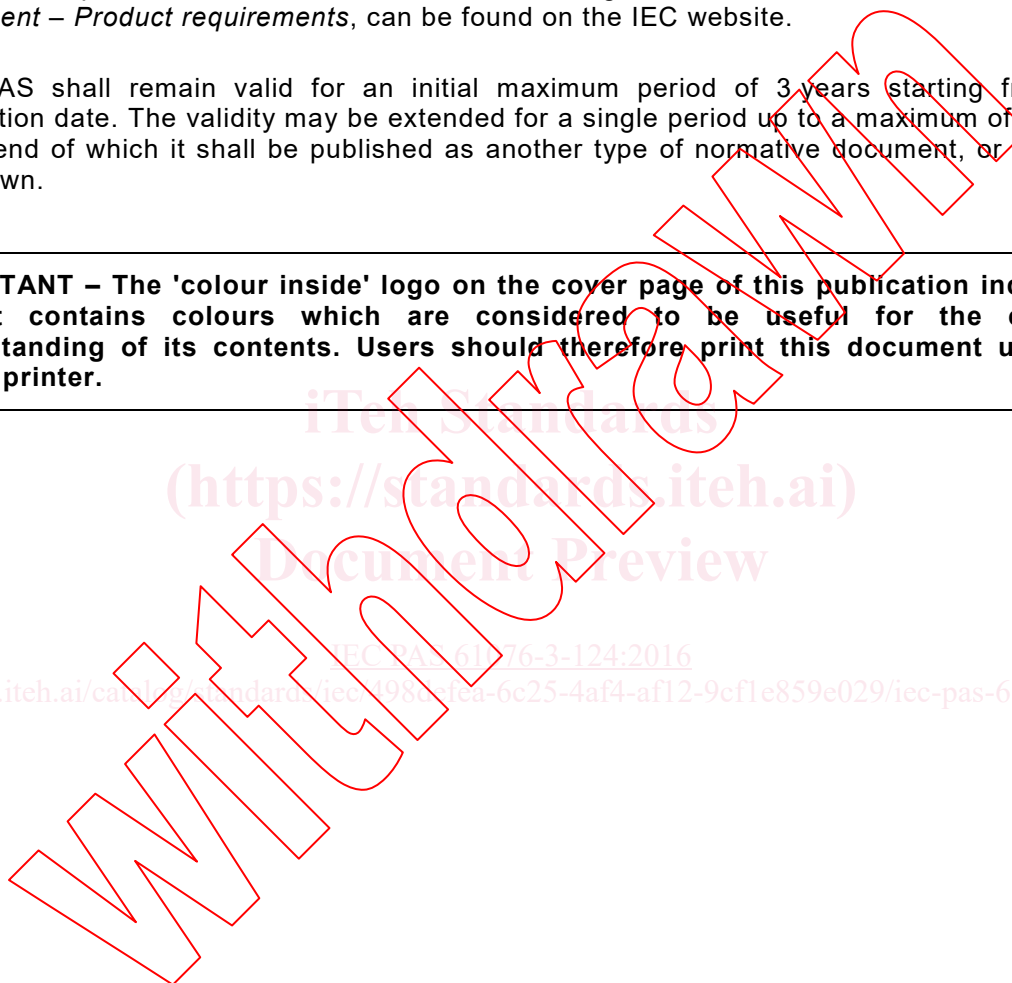 ent – Product requirements, can be found on the IEC website.
AS shall remain valid for an initial maximum period of 3 years starting f
tion date. The validity may be extended for a single period up to a maximum of
end of which it shall be published as another type of normative document, or
wn.
TANT – The 'colour inside' logo on the cover page of this publication in
t contains colours which are considered to be useful for the
tanding of its contents. Users should therefore print this document u
printer.
iTeh Standards
(https://standards.iteh.ai)
Document Preview
IEC PAS 61076-3-124:2016
.iteh.ai/catalog/standards/iec/498defea-6c25-4af4-af12-9cf1e859e029/iec-pas-6
withdrawn